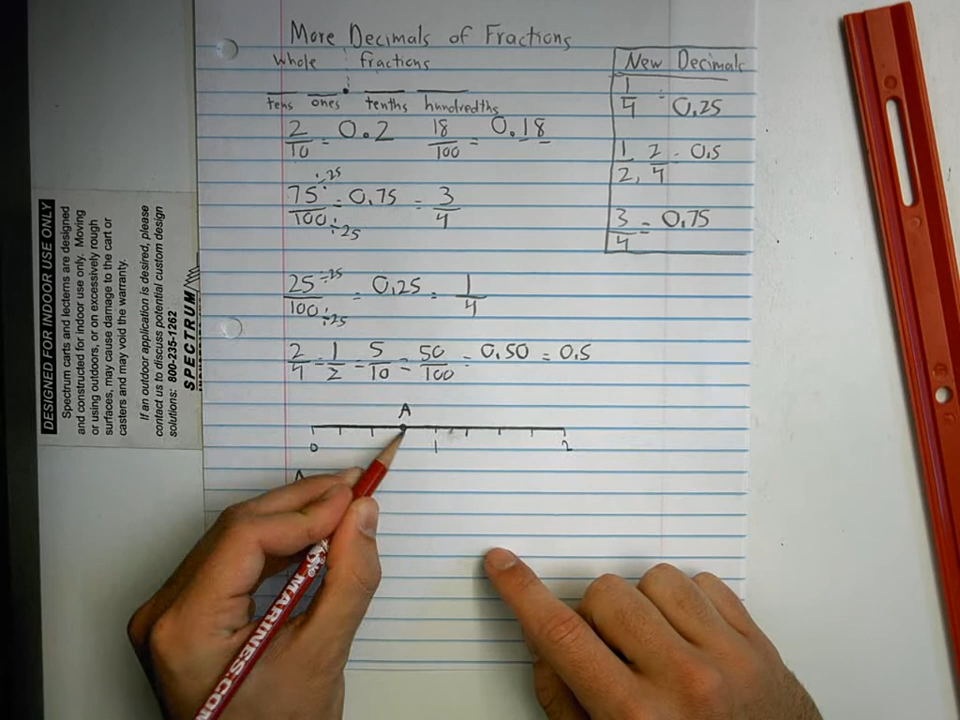 More Decimals of Fractions
Whole fractions
tens ones . tenths hundredths
2/10 = 0.2 18/100 = 0.18
75/100 ÷25 ÷25 = 0.75 = 3/4
25/100 ÷25 ÷25 = 0.25 = 1/4
2/4 = 1/2 = 5/10 = 50/100 = 0.50 = 0.5
A
0 1 2
A
New Decimals
1/4 = 0.25
1/2, 2/4 = 0.5
3/4 = 0.75
DESIGNED FOR INDOOR USE ONLY
Spectrum carts and lecterns are designed
and constructed for indoor use only. Moving
or using outdoors, or on excessively rough
surfaces, may cause damage to the cart or
casters and may void the warranty.
If an outdoor application is desired, please
contact us to discuss potential custom design
solutions: 800-235-1262
SPECTRUM
MARINES